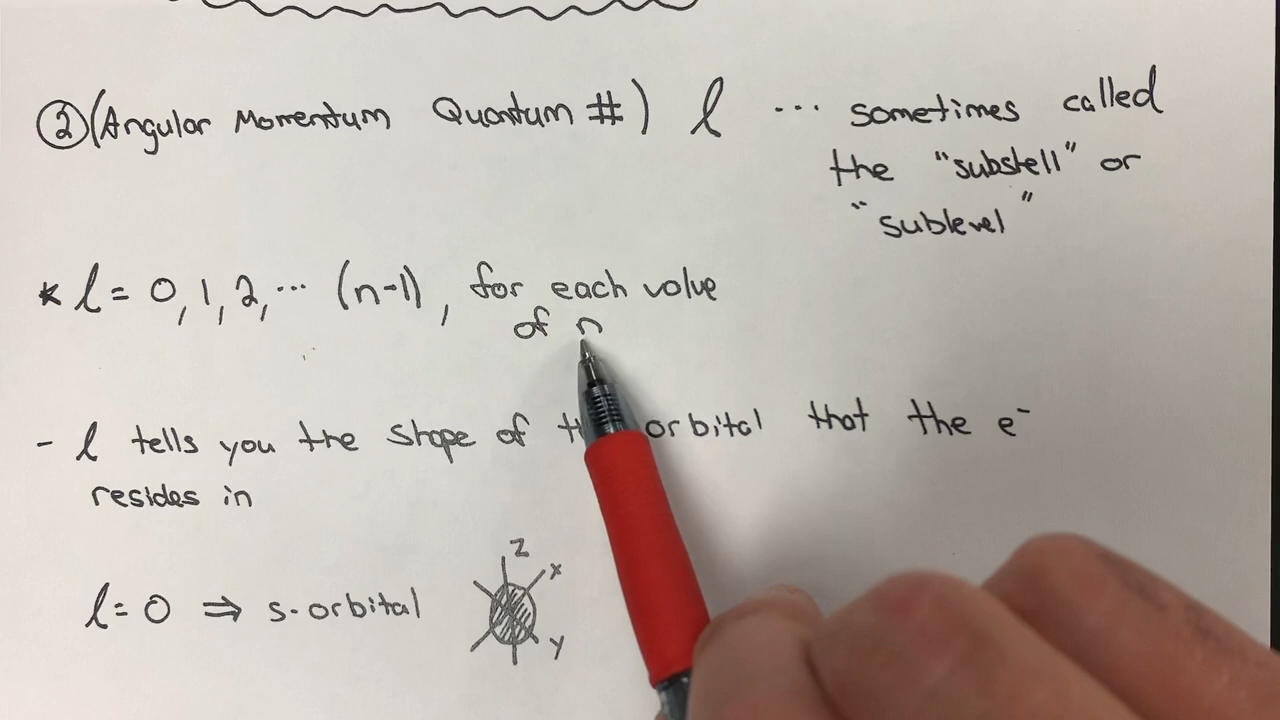 ② (Angular Momentum Quantum #) l ... sometimes called
the "substell" or
"sublevel"
* l = 0, 1, 2, ... (n-1), for each value
of n
- l tells you the shape of orbital that the e⁻
resides in
l = 0 ⇒ s-orbital
z
x
y